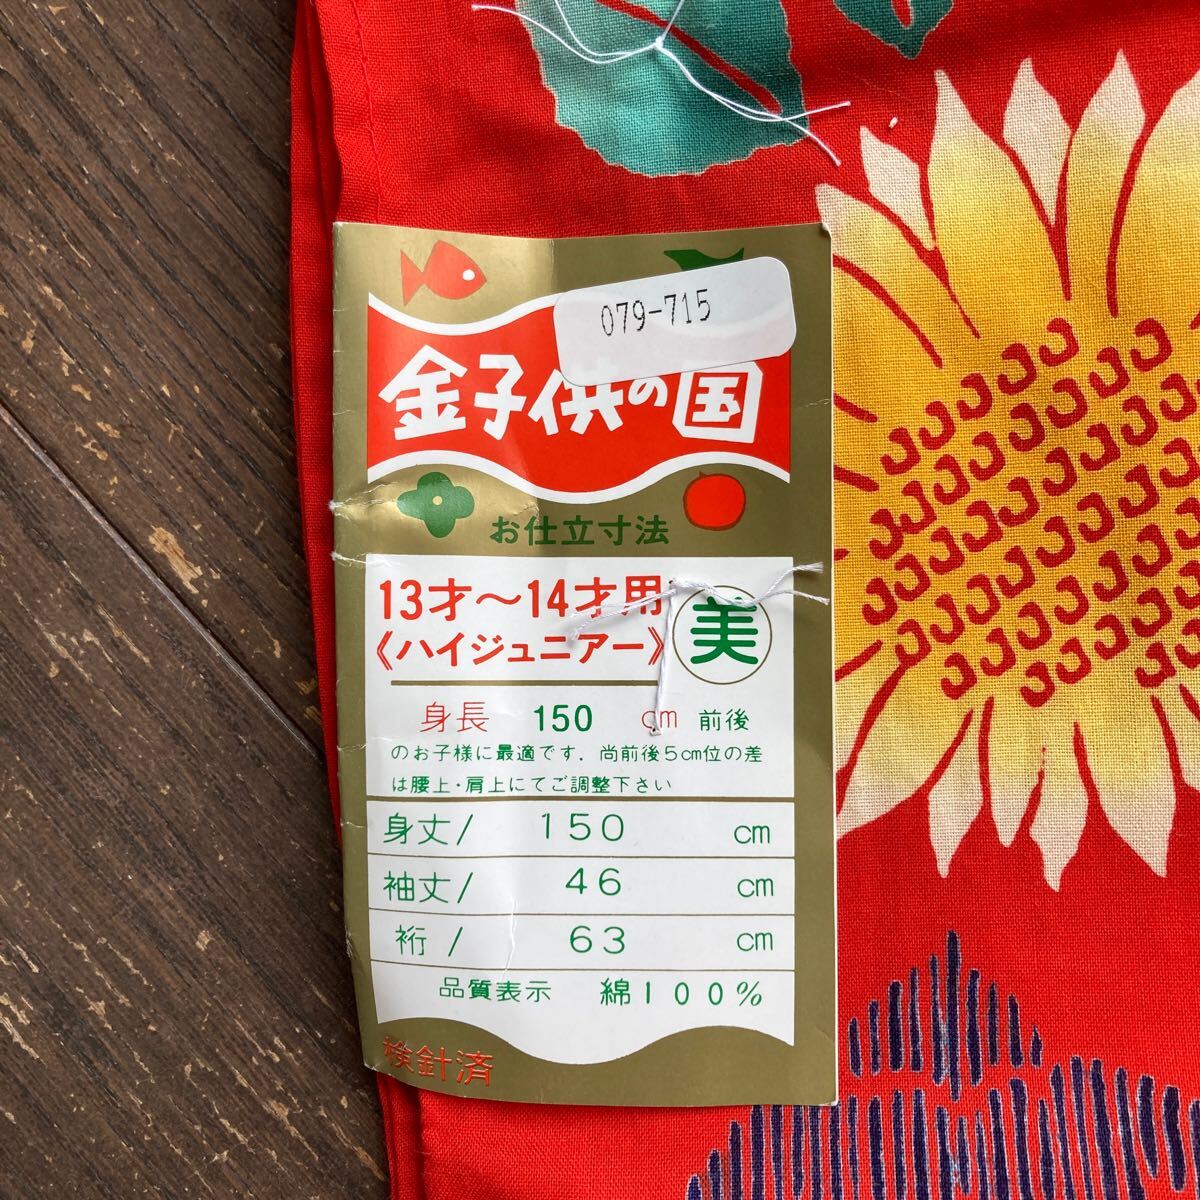 079-715
金子供の国
お仕立寸法
13才〜14才用
《ハイジュニアー》
美
身長 150 cm 前後
のお子様に最適です.尚前後5cm位の差
は腰上・肩上にてご調整下さい
身丈/ 150 cm
袖丈/ 46 cm
裄/ 63 cm
品質表示 綿100%
検針済